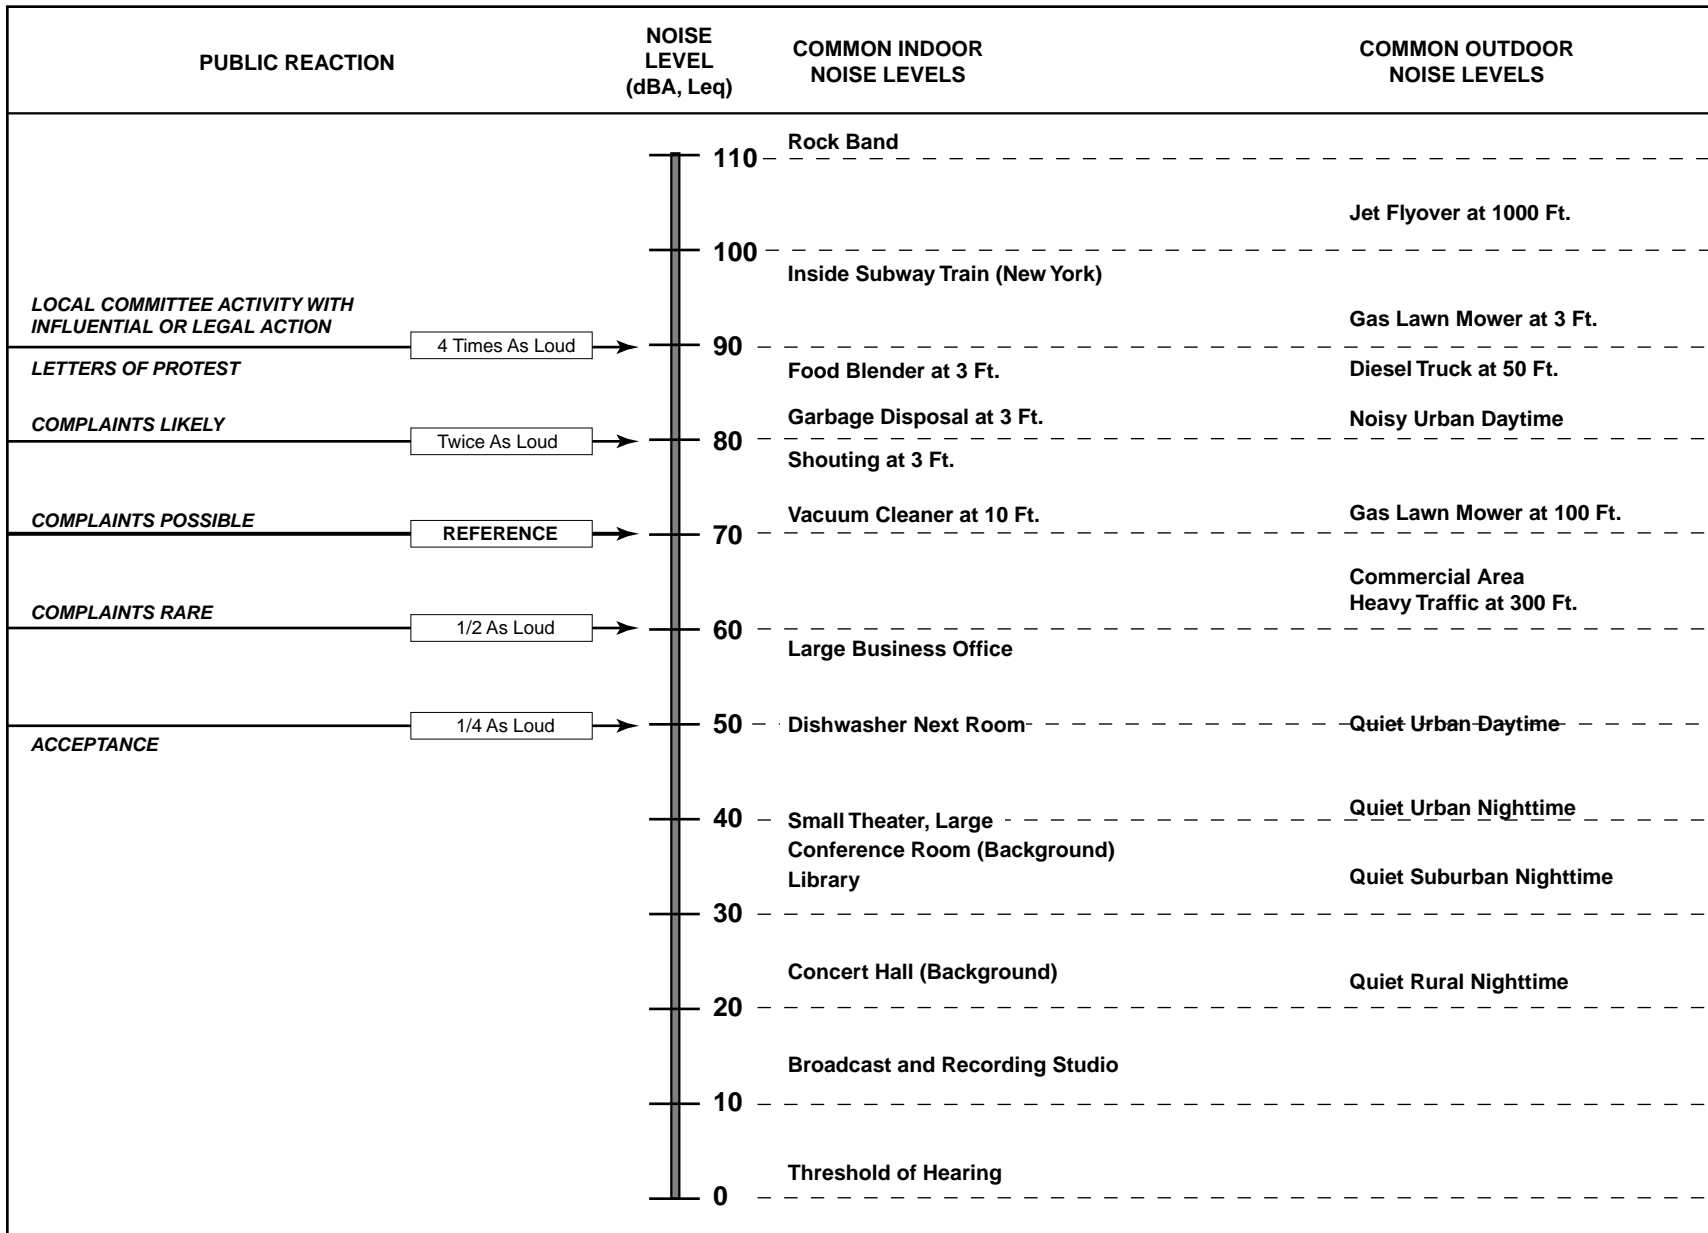 PUBLIC REACTION
NOISE
LEVEL
(dBA, Leq)
COMMON INDOOR
NOISE LEVELS
COMMON OUTDOOR
NOISE LEVELS
Rock Band
110
Jet Flyover at 1000 Ft.
100
Inside Subway Train (New York)
LOCAL COMMITTEE ACTIVITY WITH
INFLUENTIAL OR LEGAL ACTION
Gas Lawn Mower at 3 Ft.
4 Times As Loud
90
LETTERS OF PROTEST
Food Blender at 3 Ft.
Diesel Truck at 50 Ft.
COMPLAINTS LIKELY
Garbage Disposal at 3 Ft.
Noisy Urban Daytime
Twice As Loud
80
Shouting at 3 Ft.
COMPLAINTS POSSIBLE
Vacuum Cleaner at 10 Ft.
Gas Lawn Mower at 100 Ft.
REFERENCE
70
Commercial Area
Heavy Traffic at 300 Ft.
COMPLAINTS RARE
1/2 As Loud
60
Large Business Office
1/4 As Loud
50
Dishwasher Next Room
Quiet Urban Daytime
ACCEPTANCE
Quiet Urban Nighttime
40
Small Theater, Large
Conference Room (Background)
Library
Quiet Suburban Nighttime
30
Concert Hall (Background)
Quiet Rural Nighttime
20
Broadcast and Recording Studio
10
Threshold of Hearing
0